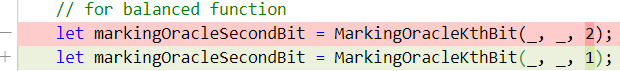 // for balanced function
- let markingOracleSecondBit = MarkingOracleKthBit(_, _, 2);
+ let markingOracleSecondBit = MarkingOracleKthBit(_, _, 1);